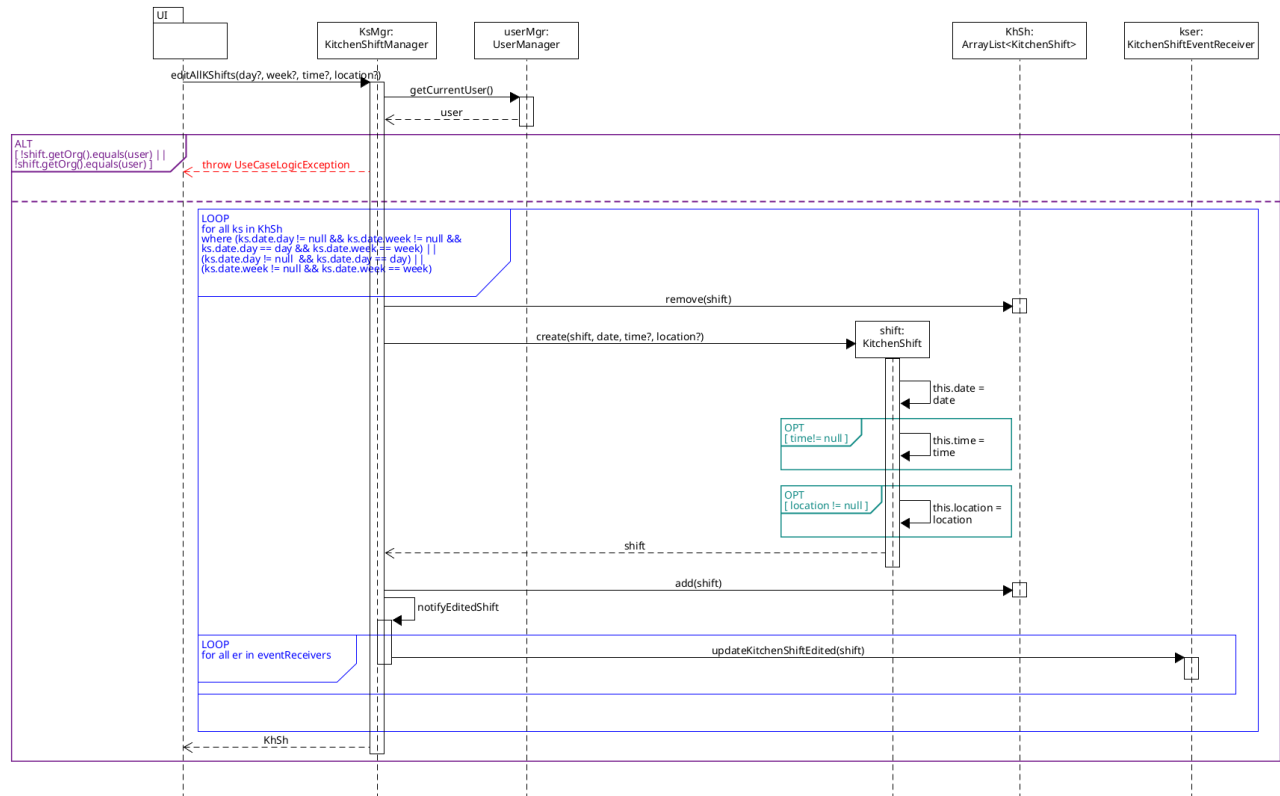 UI
KsMgr:
KitchenShiftManager
userMgr:
UserManager
KhSh:
ArrayList<KitchenShift>
kser:
KitchenShiftEventReceiver
editAllKShifts(day?, week?, time?, location?)
getCurrentUser()
user
ALT
[ !shift.getOrg().equals(user) ||
!shift.getOrg().equals(user) ]
throw UseCaseLogicException
LOOP
for all ks in KhSh
where (ks.date.day != null && ks.date.week != null &&
ks.date.day == day && ks.date.week == week) ||
(ks.date.day != null  && ks.date.day == day) ||
(ks.date.week != null && ks.date.week == week)
remove(shift)
shift:
KitchenShift
create(shift, date, time?, location?)
this.date =
date
OPT
[ time!= null ]
this.time =
time
OPT
[ location != null ]
this.location =
location
shift
add(shift)
notifyEditedShift
LOOP
for all er in eventReceivers
updateKitchenShiftEdited(shift)
KhSh